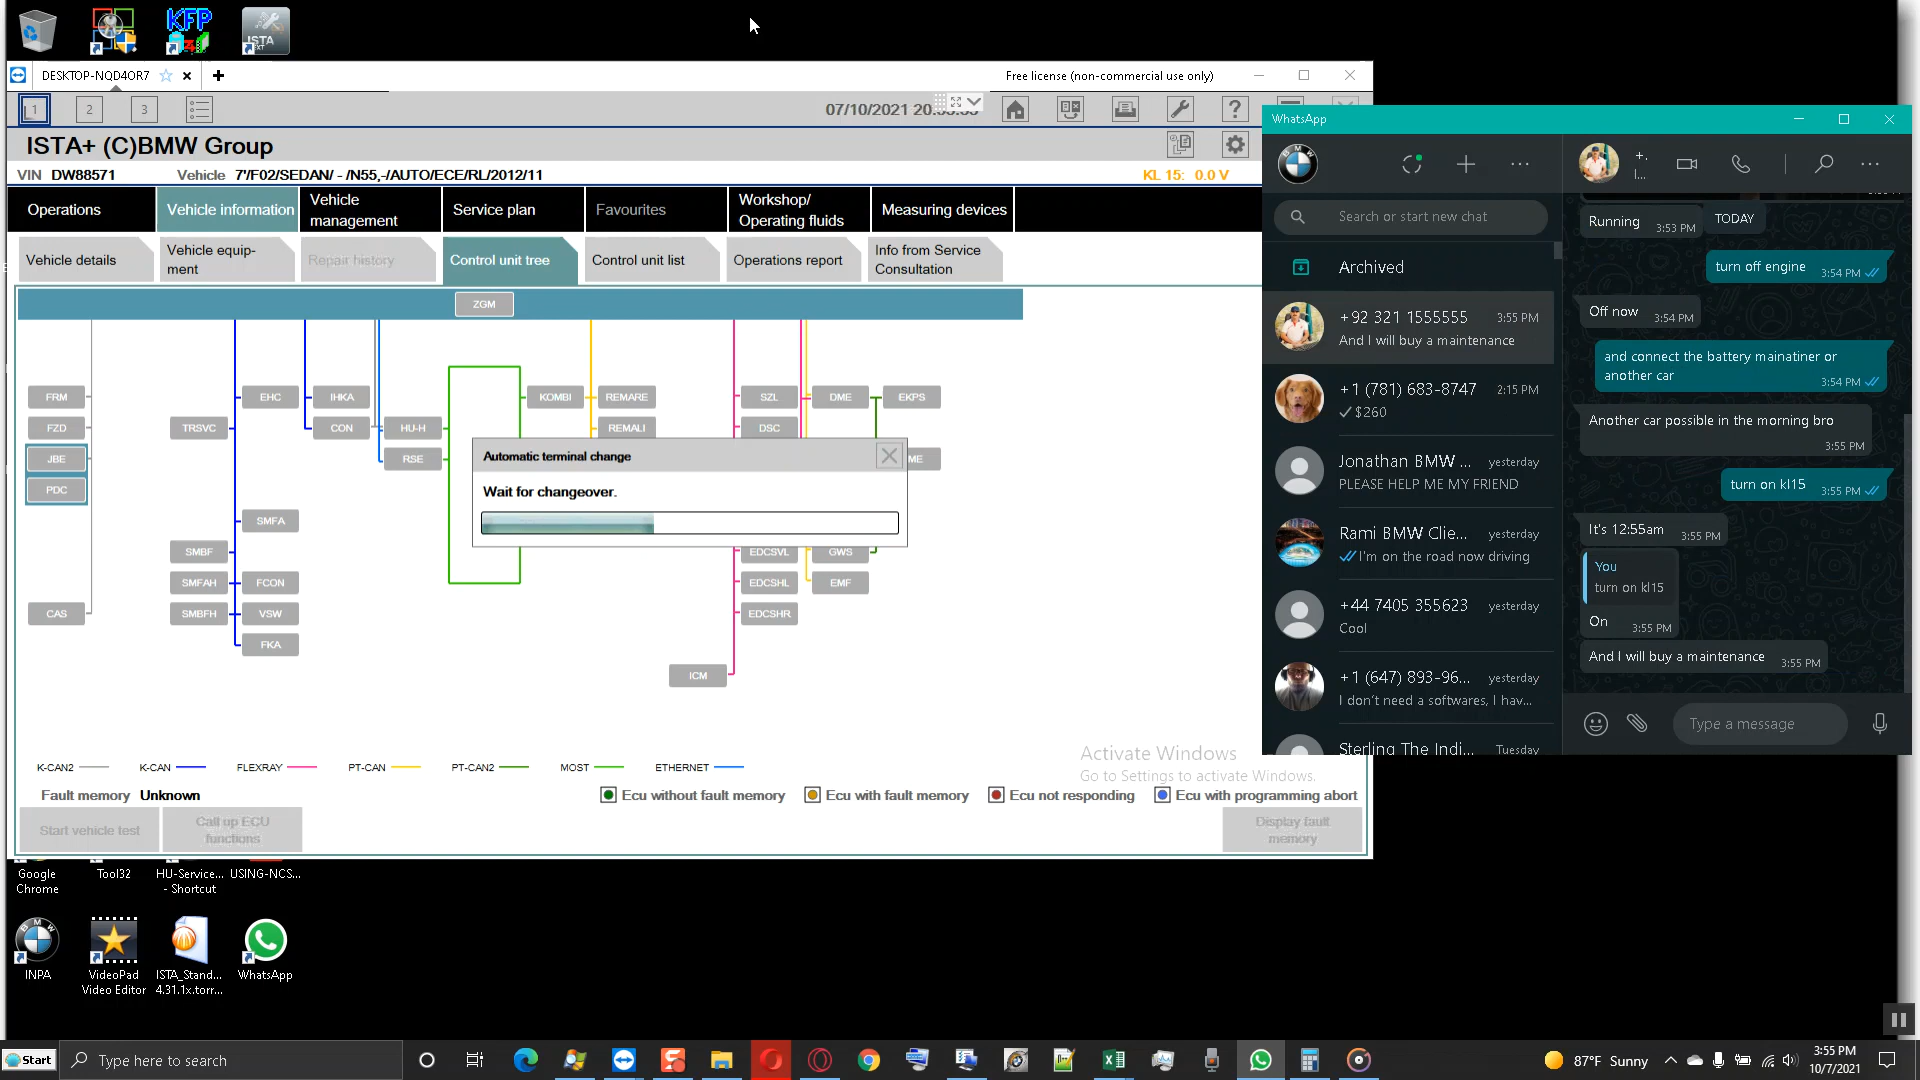 KFP
ISTA
DESKTOP-NQD4OR7
Free license (non-commercial use only)
1
2
3
07/10/2021
ISTA+ (C)BMW Group
VIN DW88571 Vehicle 7'/F02/SEDAN/ - /N55,-/AUTO/ECE/RL/2012/11
KL 15: 0.0 V
Operations
Vehicle information
Vehicle
management
Service plan
Favourites
Workshop/
Operating fluids
Measuring devices
Vehicle details
Vehicle equip-
ment
Repair history
Control unit tree
Control unit list
Operations report
Info from Service
Consultation
ZGM
FRM
EHC
IHKA
KOMBI
REMARE
SZL
DME
EKPS
FZD
TRSVC
CON
HU-H
REMALI
DSC
JBE
RSE
ME
PDC
Automatic terminal change
Wait for changeover.
SMFA
SMBF
EDCSVL
GWS
SMFAH
FCON
EDCSHL
EMF
CAS
SMBFH
VSW
EDCSHR
FKA
ICM
K-CAN2
K-CAN
FLEXRAY
PT-CAN
PT-CAN2
MOST
ETHERNET
Fault memory Unknown
Ecu without fault memory
Ecu with fault memory
Ecu not responding
Ecu with programming abort
Start vehicle test
Call up ECU
functions
Display fault
memory
Activate Windows
Go to Settings to activate Windows.
WhatsApp
Search or start new chat
Archived
+92 321 1555555 3:55 PM
And I will buy a maintenance
+1 (781) 683-8747 2:15 PM
$260
Jonathan BMW ... yesterday
PLEASE HELP ME MY FRIEND
Rami BMW Clie... yesterday
I'm on the road now driving
+44 7405 355623 yesterday
Cool
+1 (647) 893-96... yesterday
I don't need a softwares, I hav...
Sterling The Indi... Tuesday
+.
I...
Running 3:53 PM
TODAY
turn off engine 3:54 PM
Off now 3:54 PM
and connect the battery mainatiner or
another car 3:54 PM
Another car possible in the morning bro
3:55 PM
turn on kl15 3:55 PM
It's 12:55am 3:55 PM
You
turn on kl15
On 3:55 PM
And I will buy a maintenance 3:55 PM
Type a message
Google
Chrome
Tool32
HU-Service...
- Shortcut
USING-NCS...
INPA
VideoPad
Video Editor
ISTA_Stand...
4.31.1x.torr...
WhatsApp
Start
Type here to search
87°F Sunny
3:55 PM
10/7/2021